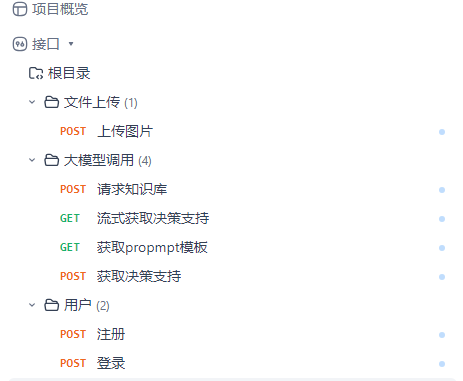 项目概览
接口
根目录
文件上传 (1)
POST 上传图片
大模型调用 (4)
POST 请求知识库
GET 流式获取决策支持
GET 获取propmpt模板
POST 获取决策支持
用户 (2)
POST 注册
POST 登录